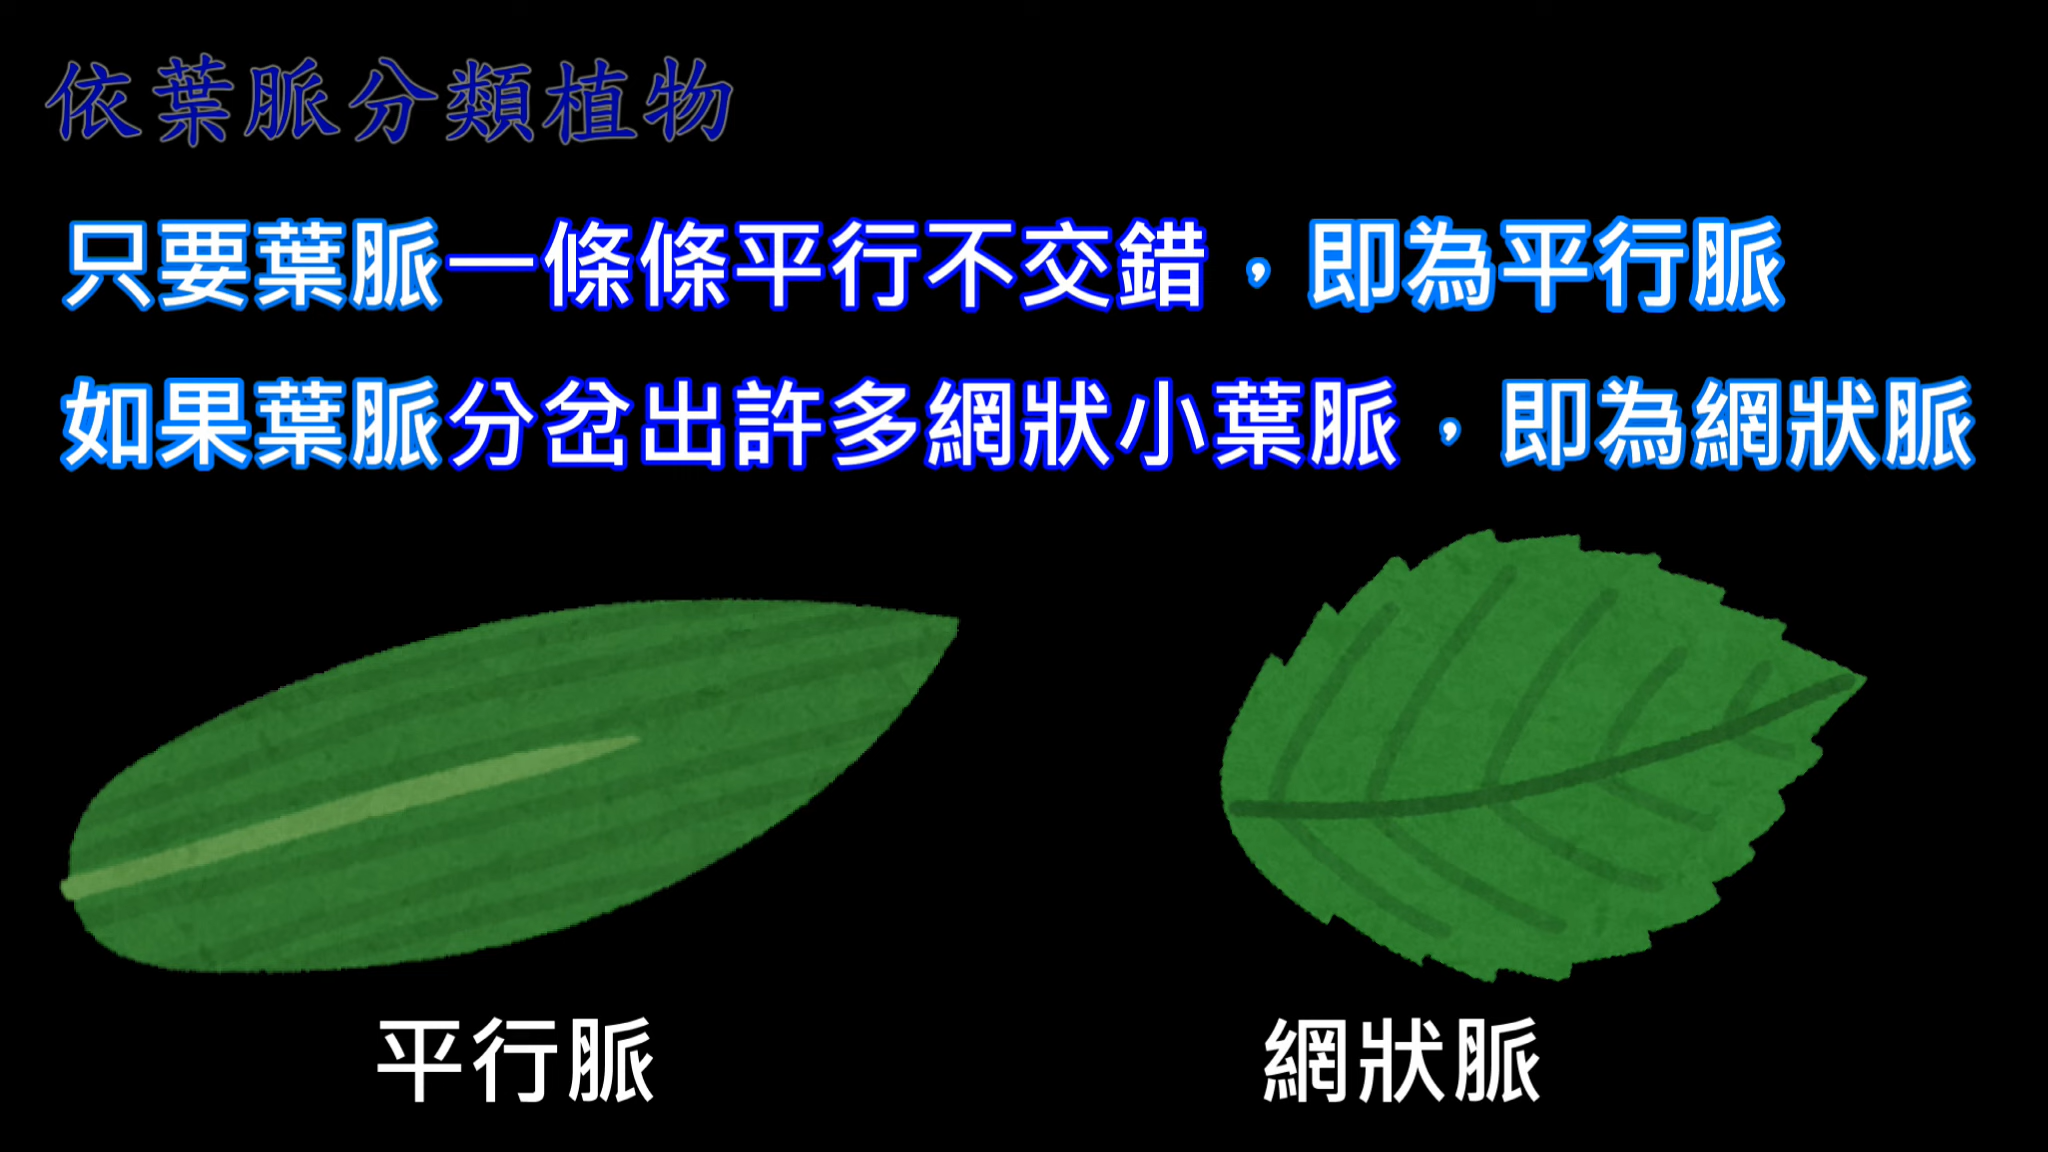 依葉脈分類植物
只要葉脈一條條平行不交錯，即為平行脈
如果葉脈分岔出許多網狀小葉脈，即為網狀脈
平行脈
網狀脈